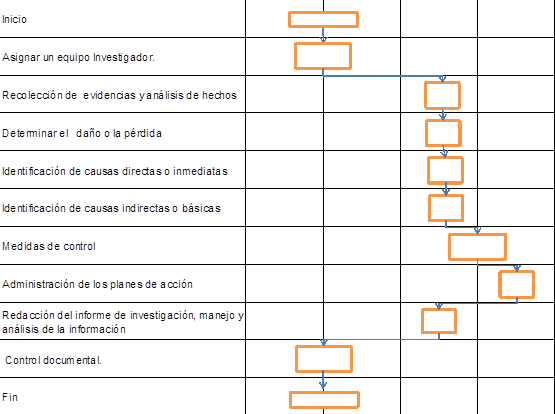 Inicio
Asignar un equipo Investigador.
Recolección de evidencias y análisis de hechos
Determinar el daño o la pérdida
Identificación de causas directas o inmediatas
Identificación de causas indirectas o básicas
Medidas de control
Administración de los planes de acción
Redacción del informe de investigación, manejo y
análisis de la información
Control documental.
Fin